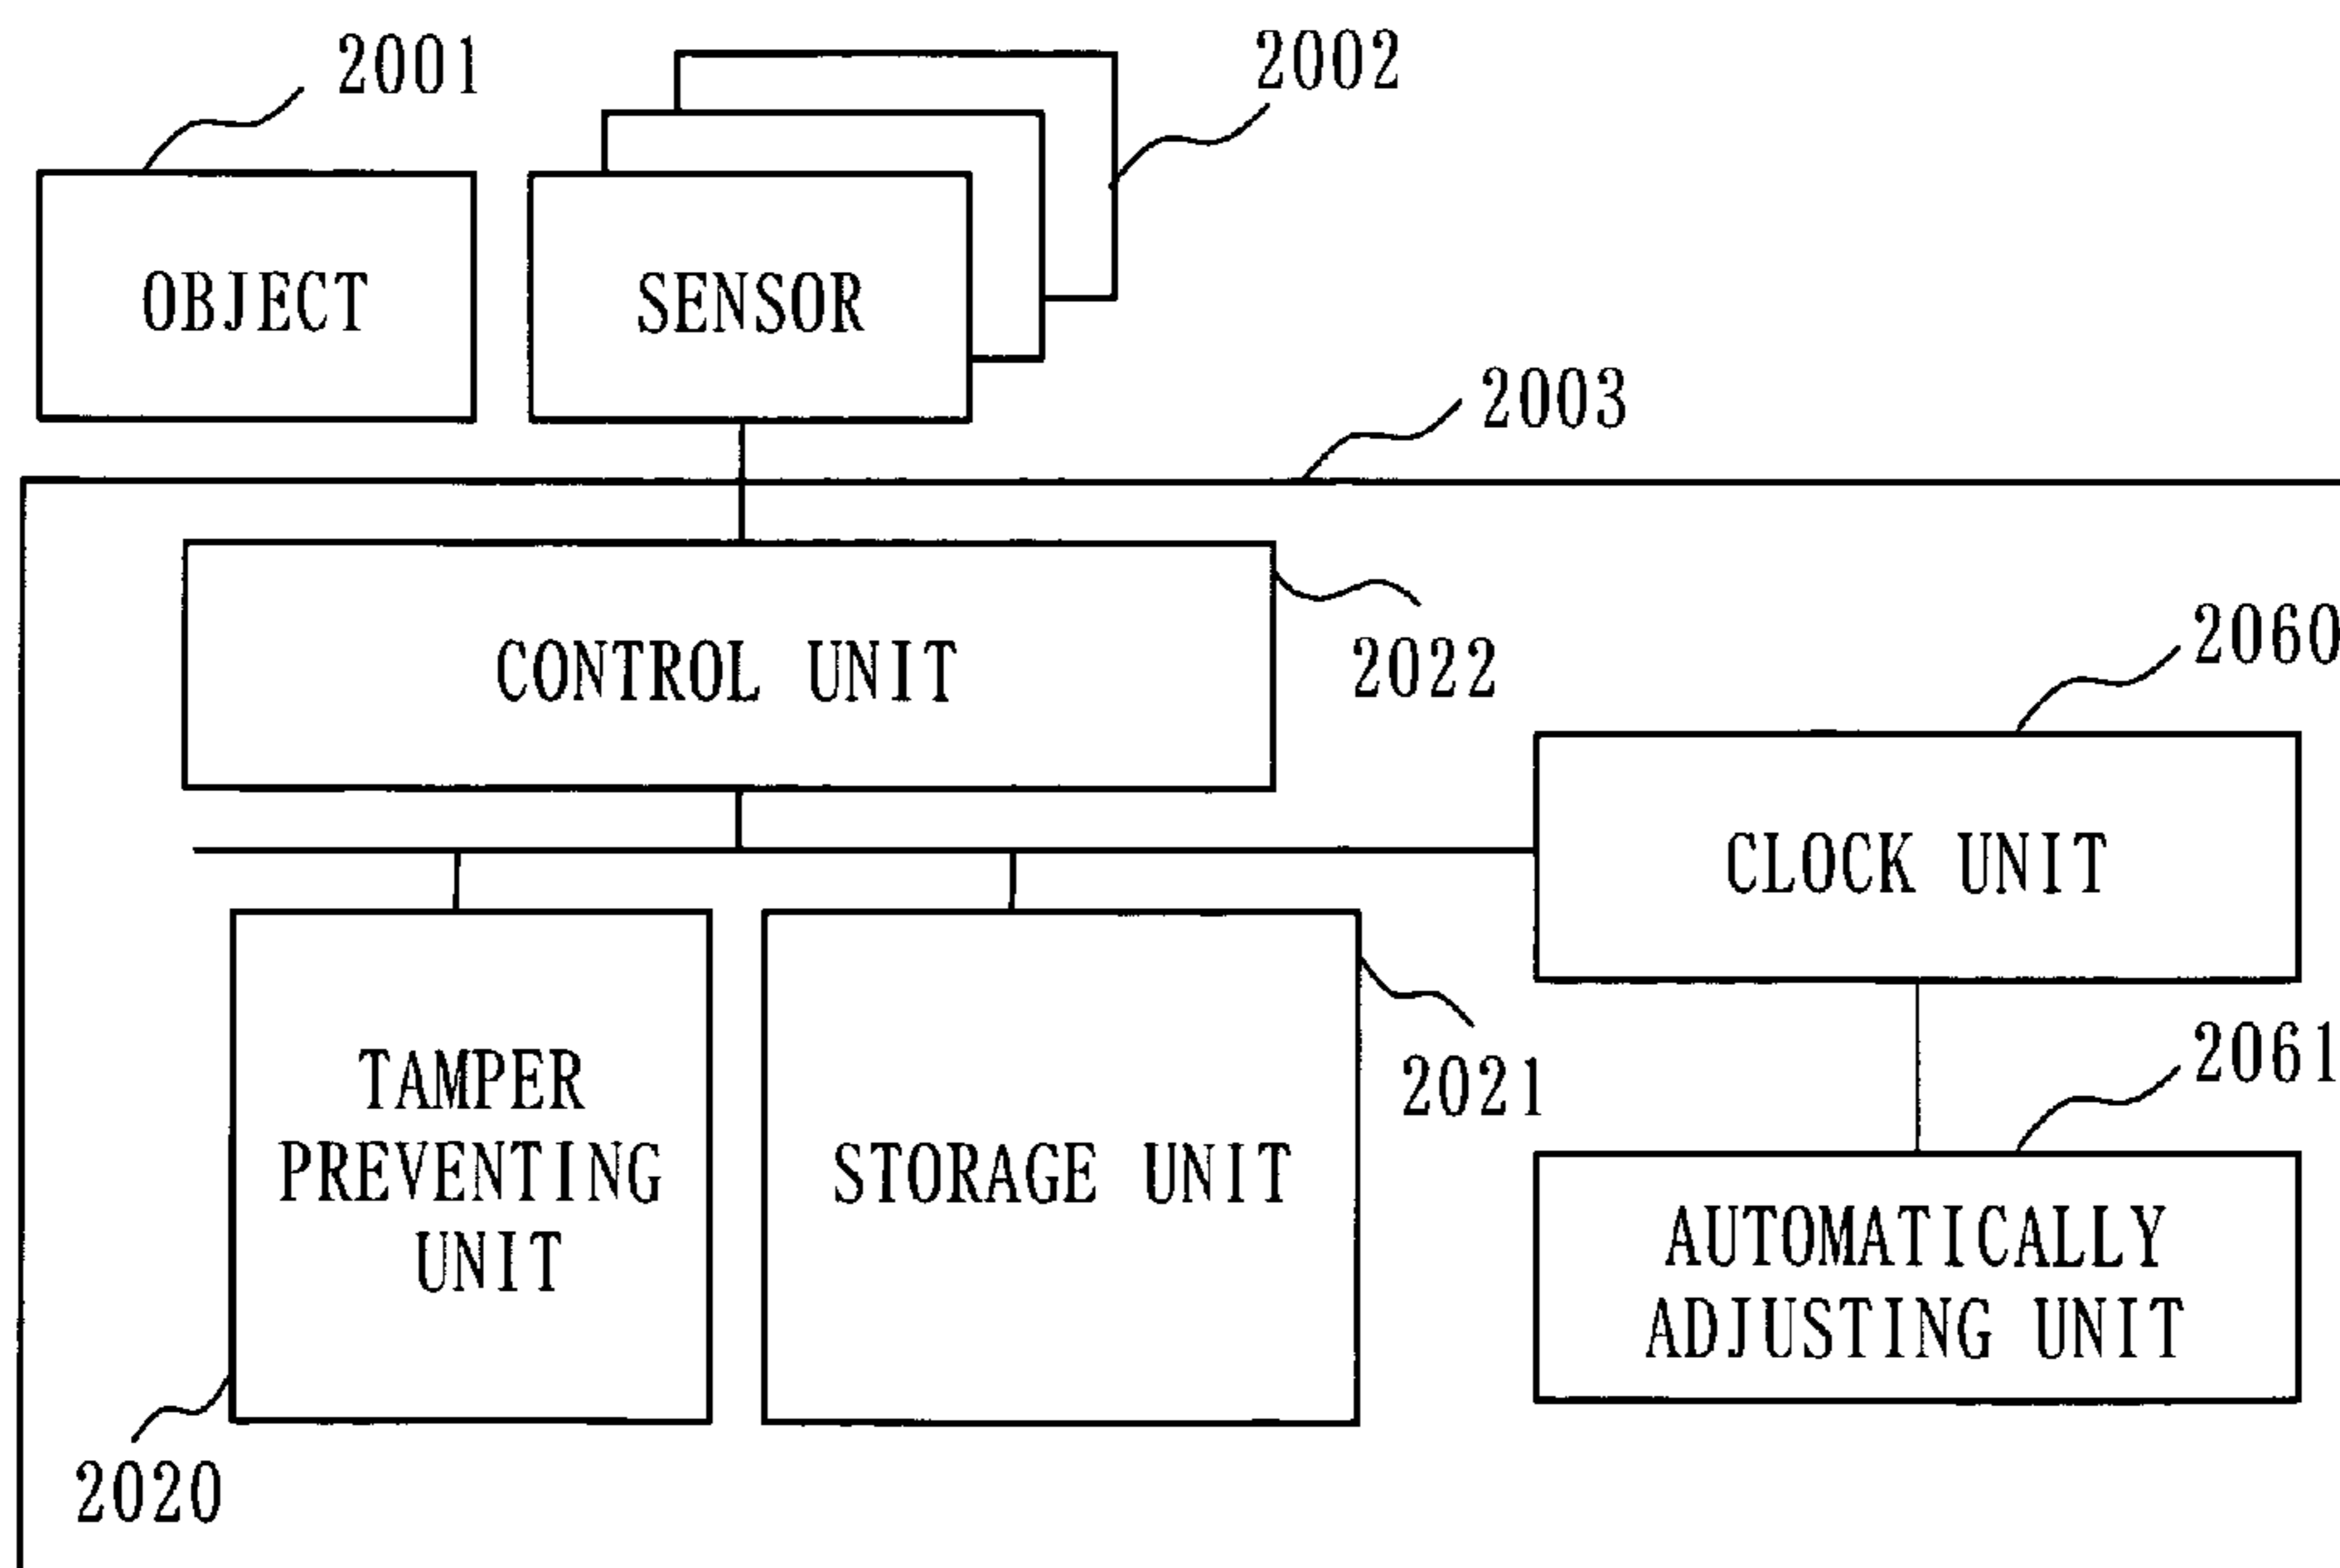 2001
2002
OBJECT
SENSOR
2003
CONTROL UNIT
2022
2060
CLOCK UNIT
TAMPER
PREVENTING
UNIT
STORAGE UNIT
2021
2061
AUTOMATICALLY
ADJUSTING UNIT
2020